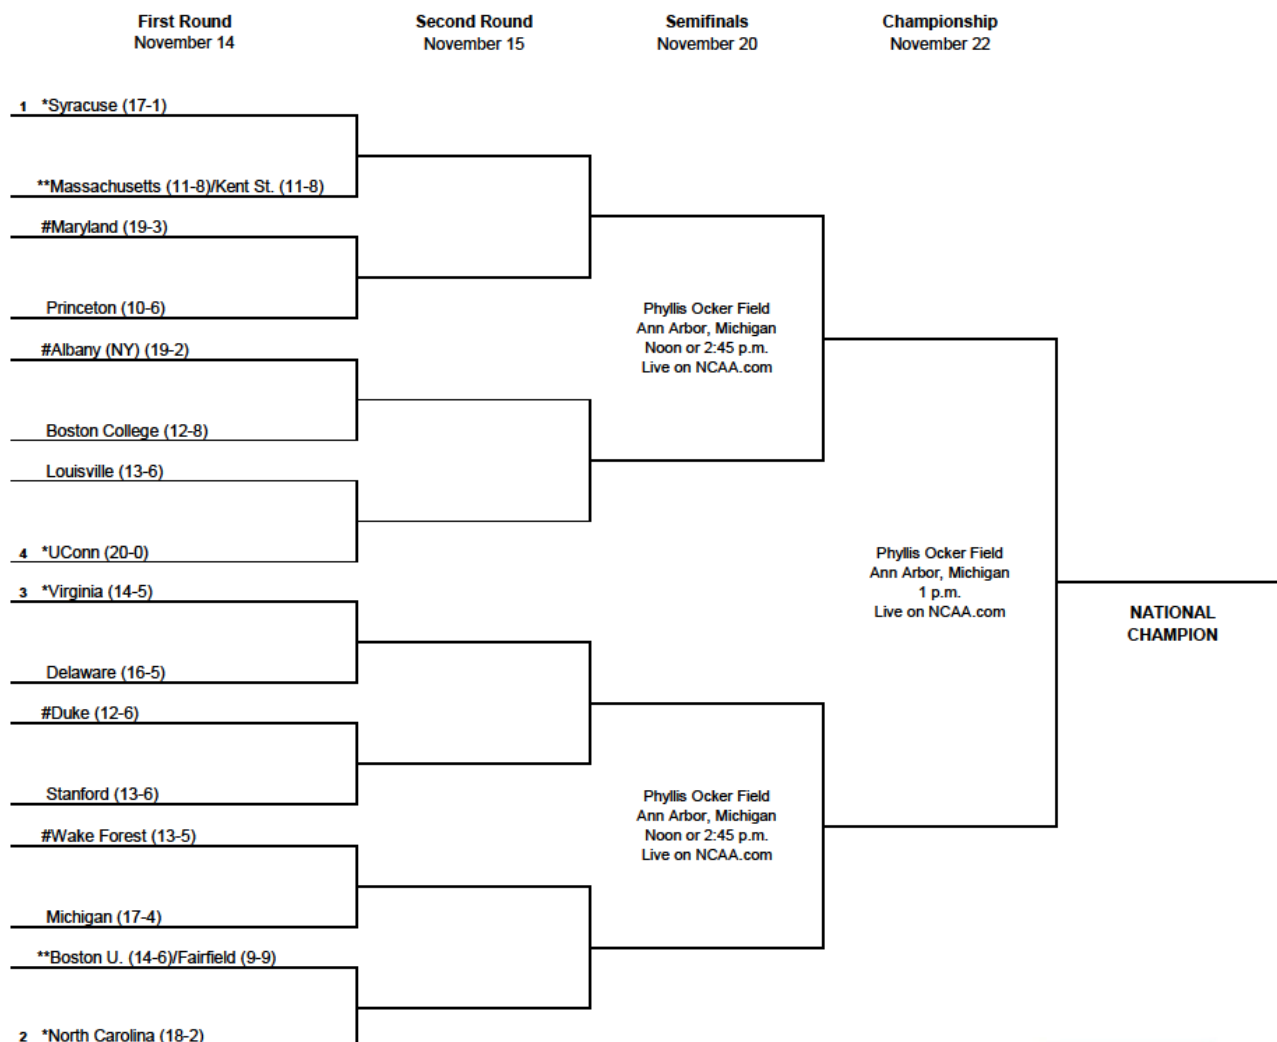 First Round
November 14
Second Round
November 15
Semifinals
November 20
Championship
November 22
1 *Syracuse (17-1)
**Massachusetts (11-8)/Kent St. (11-8)
#Maryland (19-3)
Princeton (10-6)
#Albany (NY) (19-2)
Boston College (12-8)
Louisville (13-6)
4 *UConn (20-0)
3 *Virginia (14-5)
Delaware (16-5)
#Duke (12-6)
Stanford (13-6)
#Wake Forest (13-5)
Michigan (17-4)
**Boston U. (14-6)/Fairfield (9-9)
2 *North Carolina (18-2)
Phyllis Ocker Field
Ann Arbor, Michigan
Noon or 2:45 p.m.
Live on NCAA.com
Phyllis Ocker Field
Ann Arbor, Michigan
Noon or 2:45 p.m.
Live on NCAA.com
Phyllis Ocker Field
Ann Arbor, Michigan
1 p.m.
Live on NCAA.com
NATIONAL
CHAMPION